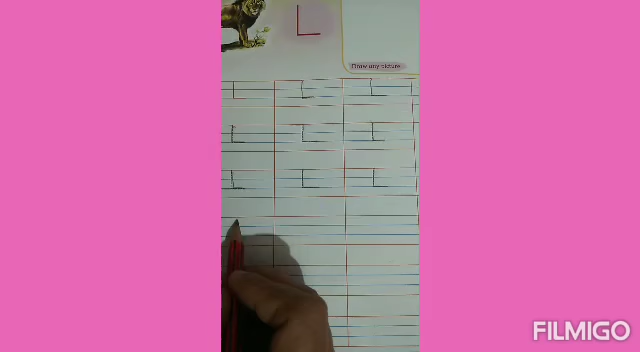 L
Draw any picture
L L L
L L L
L L L
FILMIGO